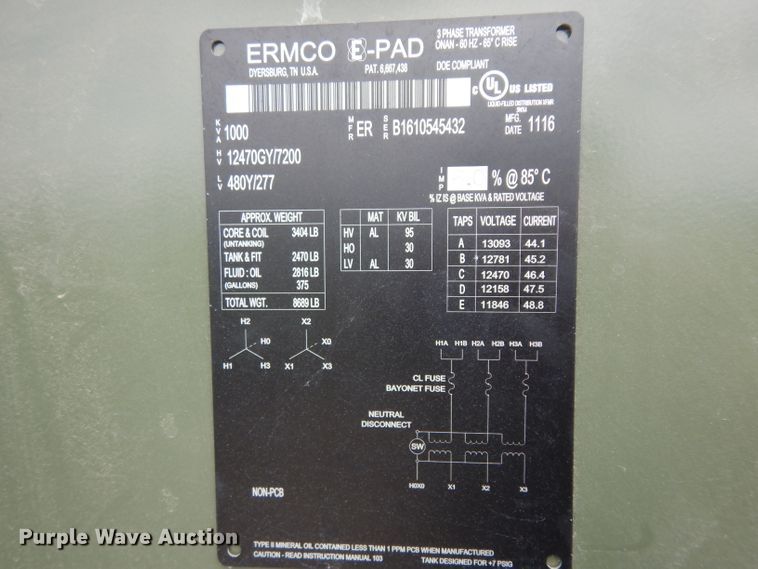 ERMCO E-PAD
DYERSBURG, TN U.S.A. PAT. 6,667,438
3 PHASE TRANSFORMER
ONAN - 60 HZ - 65° C RISE
DOE COMPLIANT
C UL US LISTED
LIQUID-FILLED DISTRIBUTION XFMR
KVA 1000
MFR ER
SER B1610545432
MFG. DATE 1116
HV 12470GY/7200
LV 480Y/277
IMP % @ 85° C
% IZ IS @ BASE KVA & RATED VOLTAGE
APPROX. WEIGHT
CORE & COIL 3404 LB
(UNTANKING)
TANK & FIT 2470 LB
FLUID : OIL 2816 LB
(GALLONS) 375
TOTAL WGT. 8689 LB
MAT KV BIL
HV AL 95
HO 30
LV AL 30
TAPS VOLTAGE CURRENT
A 13093 44.1
B 12781 45.2
C 12470 46.4
D 12158 47.5
E 11846 48.8
H2 X2
H0 X0
H1 H3 X1 X3
H1A H1B H2A H2B H3A H3B
CL FUSE
BAYONET FUSE
NEUTRAL
DISCONNECT
SW
H0X0 X1 X2 X3
NON-PCB
TYPE II MINERAL OIL CONTAINED LESS THAN 1 PPM PCB WHEN MANUFACTURED
CAUTION - READ INSTRUCTION MANUAL 103 TANK DESIGNED FOR +7 PSIG
Purple Wave Auction